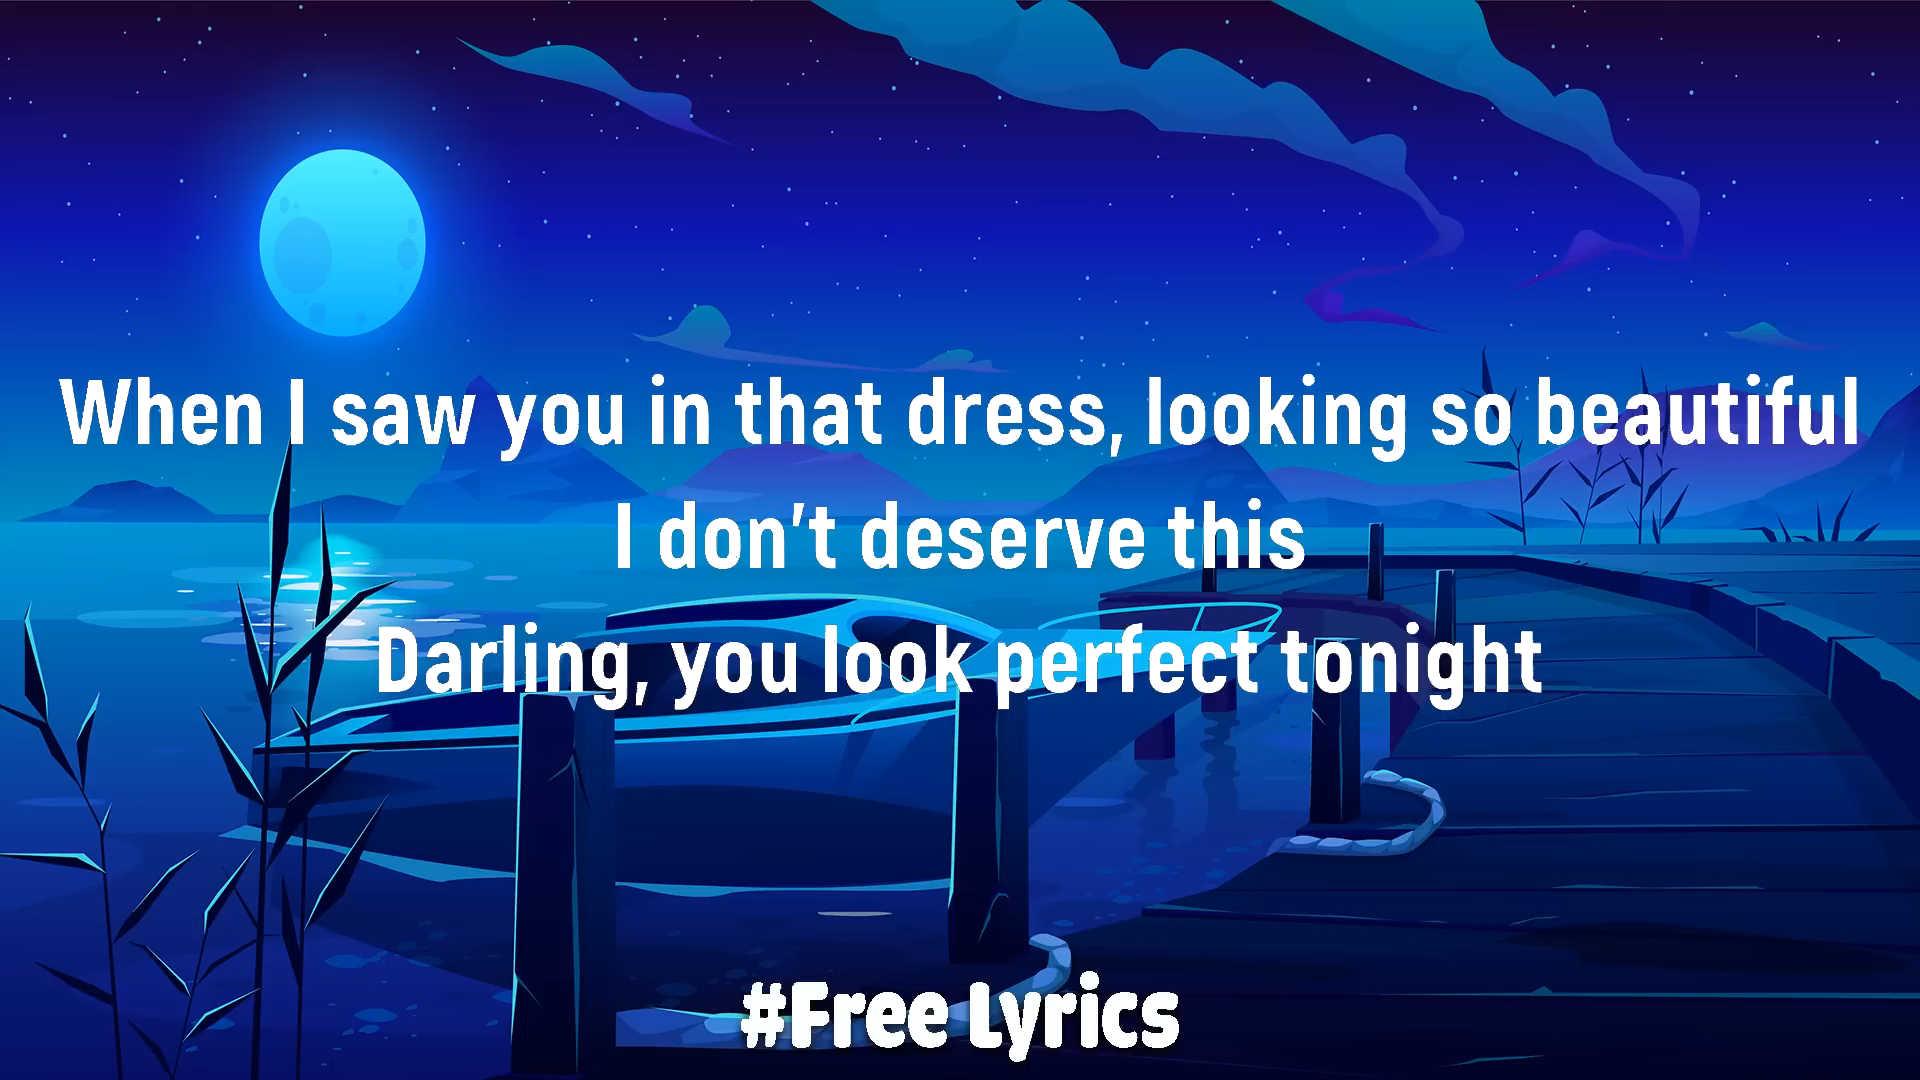 When I saw you in that dress, looking so beautiful
I don't deserve this
Darling, you look perfect tonight
#Free Lyrics